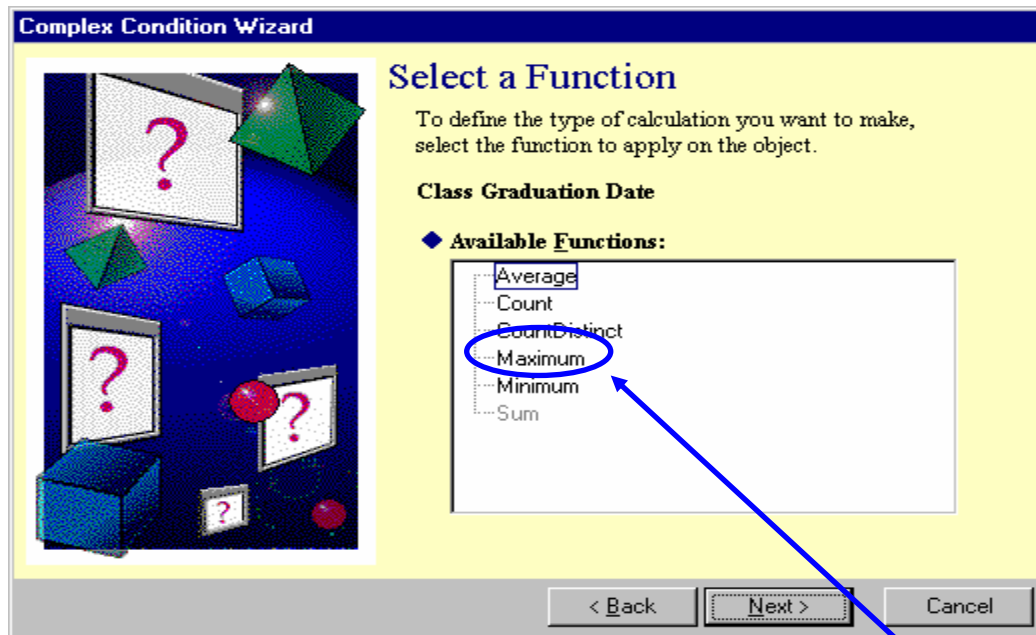 Complex Condition Wizard
Select a Function
To define the type of calculation you want to make,
select the function to apply on the object.
Class Graduation Date
Available Functions:
Average
Count
CountDistinct
Maximum
Minimum
Sum
?
?
?
?
< Back
Next >
Cancel